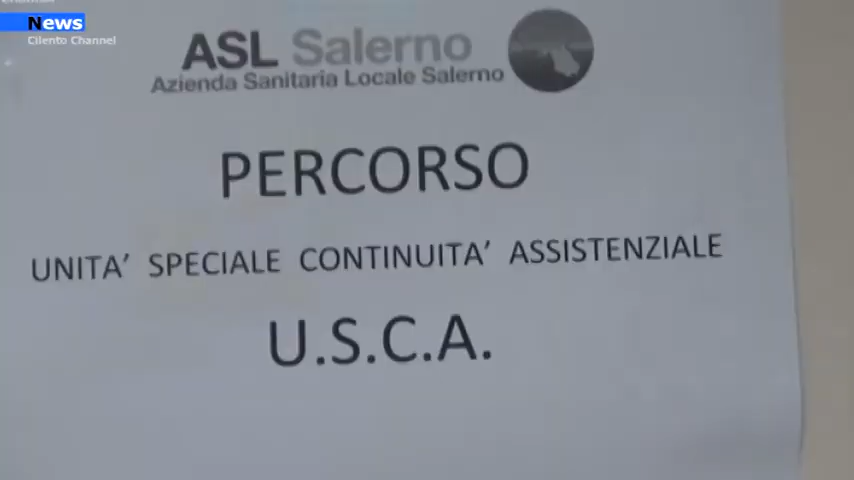 News
Cilento Channel
ASL Salerno
Azienda Sanitaria Locale Salerno
PERCORSO
UNITA' SPECIALE CONTINUITA' ASSISTENZIALE
U.S.C.A.